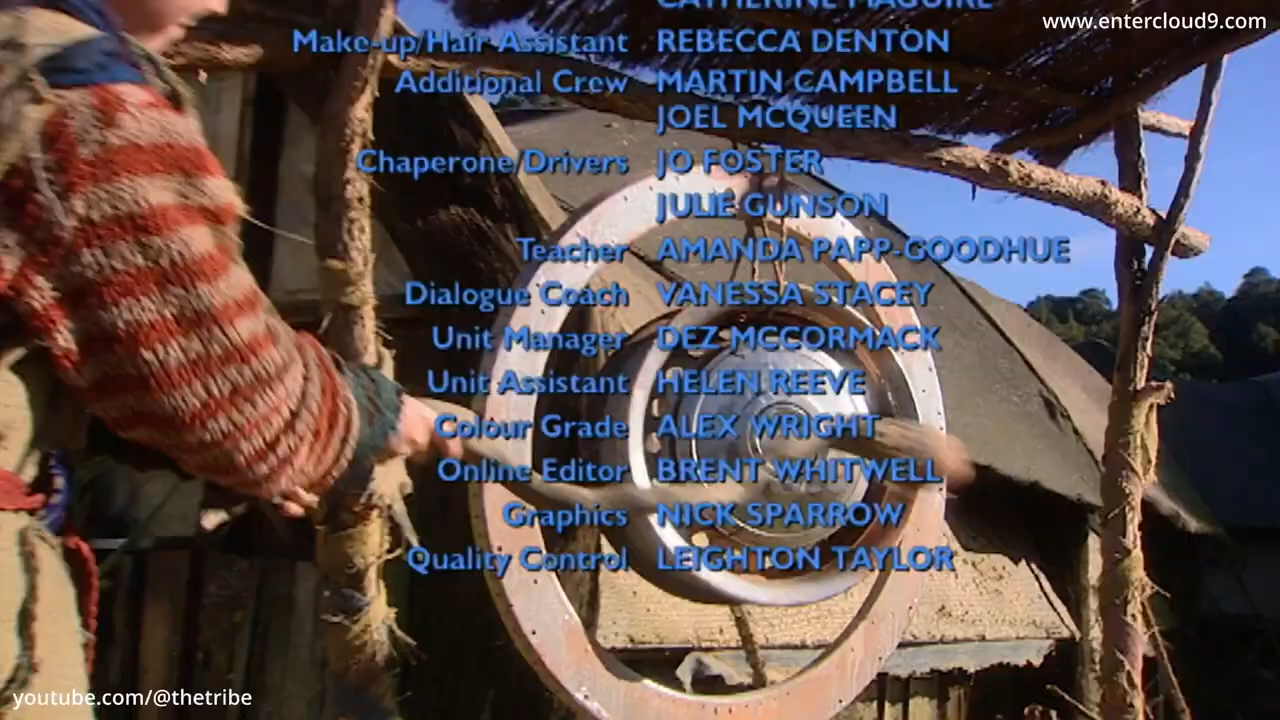 CATHERINE MAGUIRE
www.entercloud9.com
Make-up/Hair Assistant REBECCA DENTON
Additional Crew MARTIN CAMPBELL
JOEL MCQUEEN
Chaperone/Drivers JO FOSTER
JULIE GUNSON
Teacher AMANDA PAPP-GOODHUE
Dialogue Coach VANESSA STACEY
Unit Manager DEZ MCCORMACK
Unit Assistant HELEN REEVE
Colour Grade ALEX WRIGHT
Online Editor BRENT WHITWELL
Graphics NICK SPARROW
Quality Control LEIGHTON TAYLOR
youtube.com/@thetribe